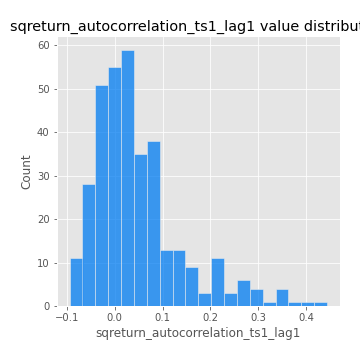 sqreturn_autocorrelation_ts1_lag1 value distribut
60
50
40
30
20
10
0
Count
−0.1 0.0 0.1 0.2 0.3 0.4
sqreturn_autocorrelation_ts1_lag1